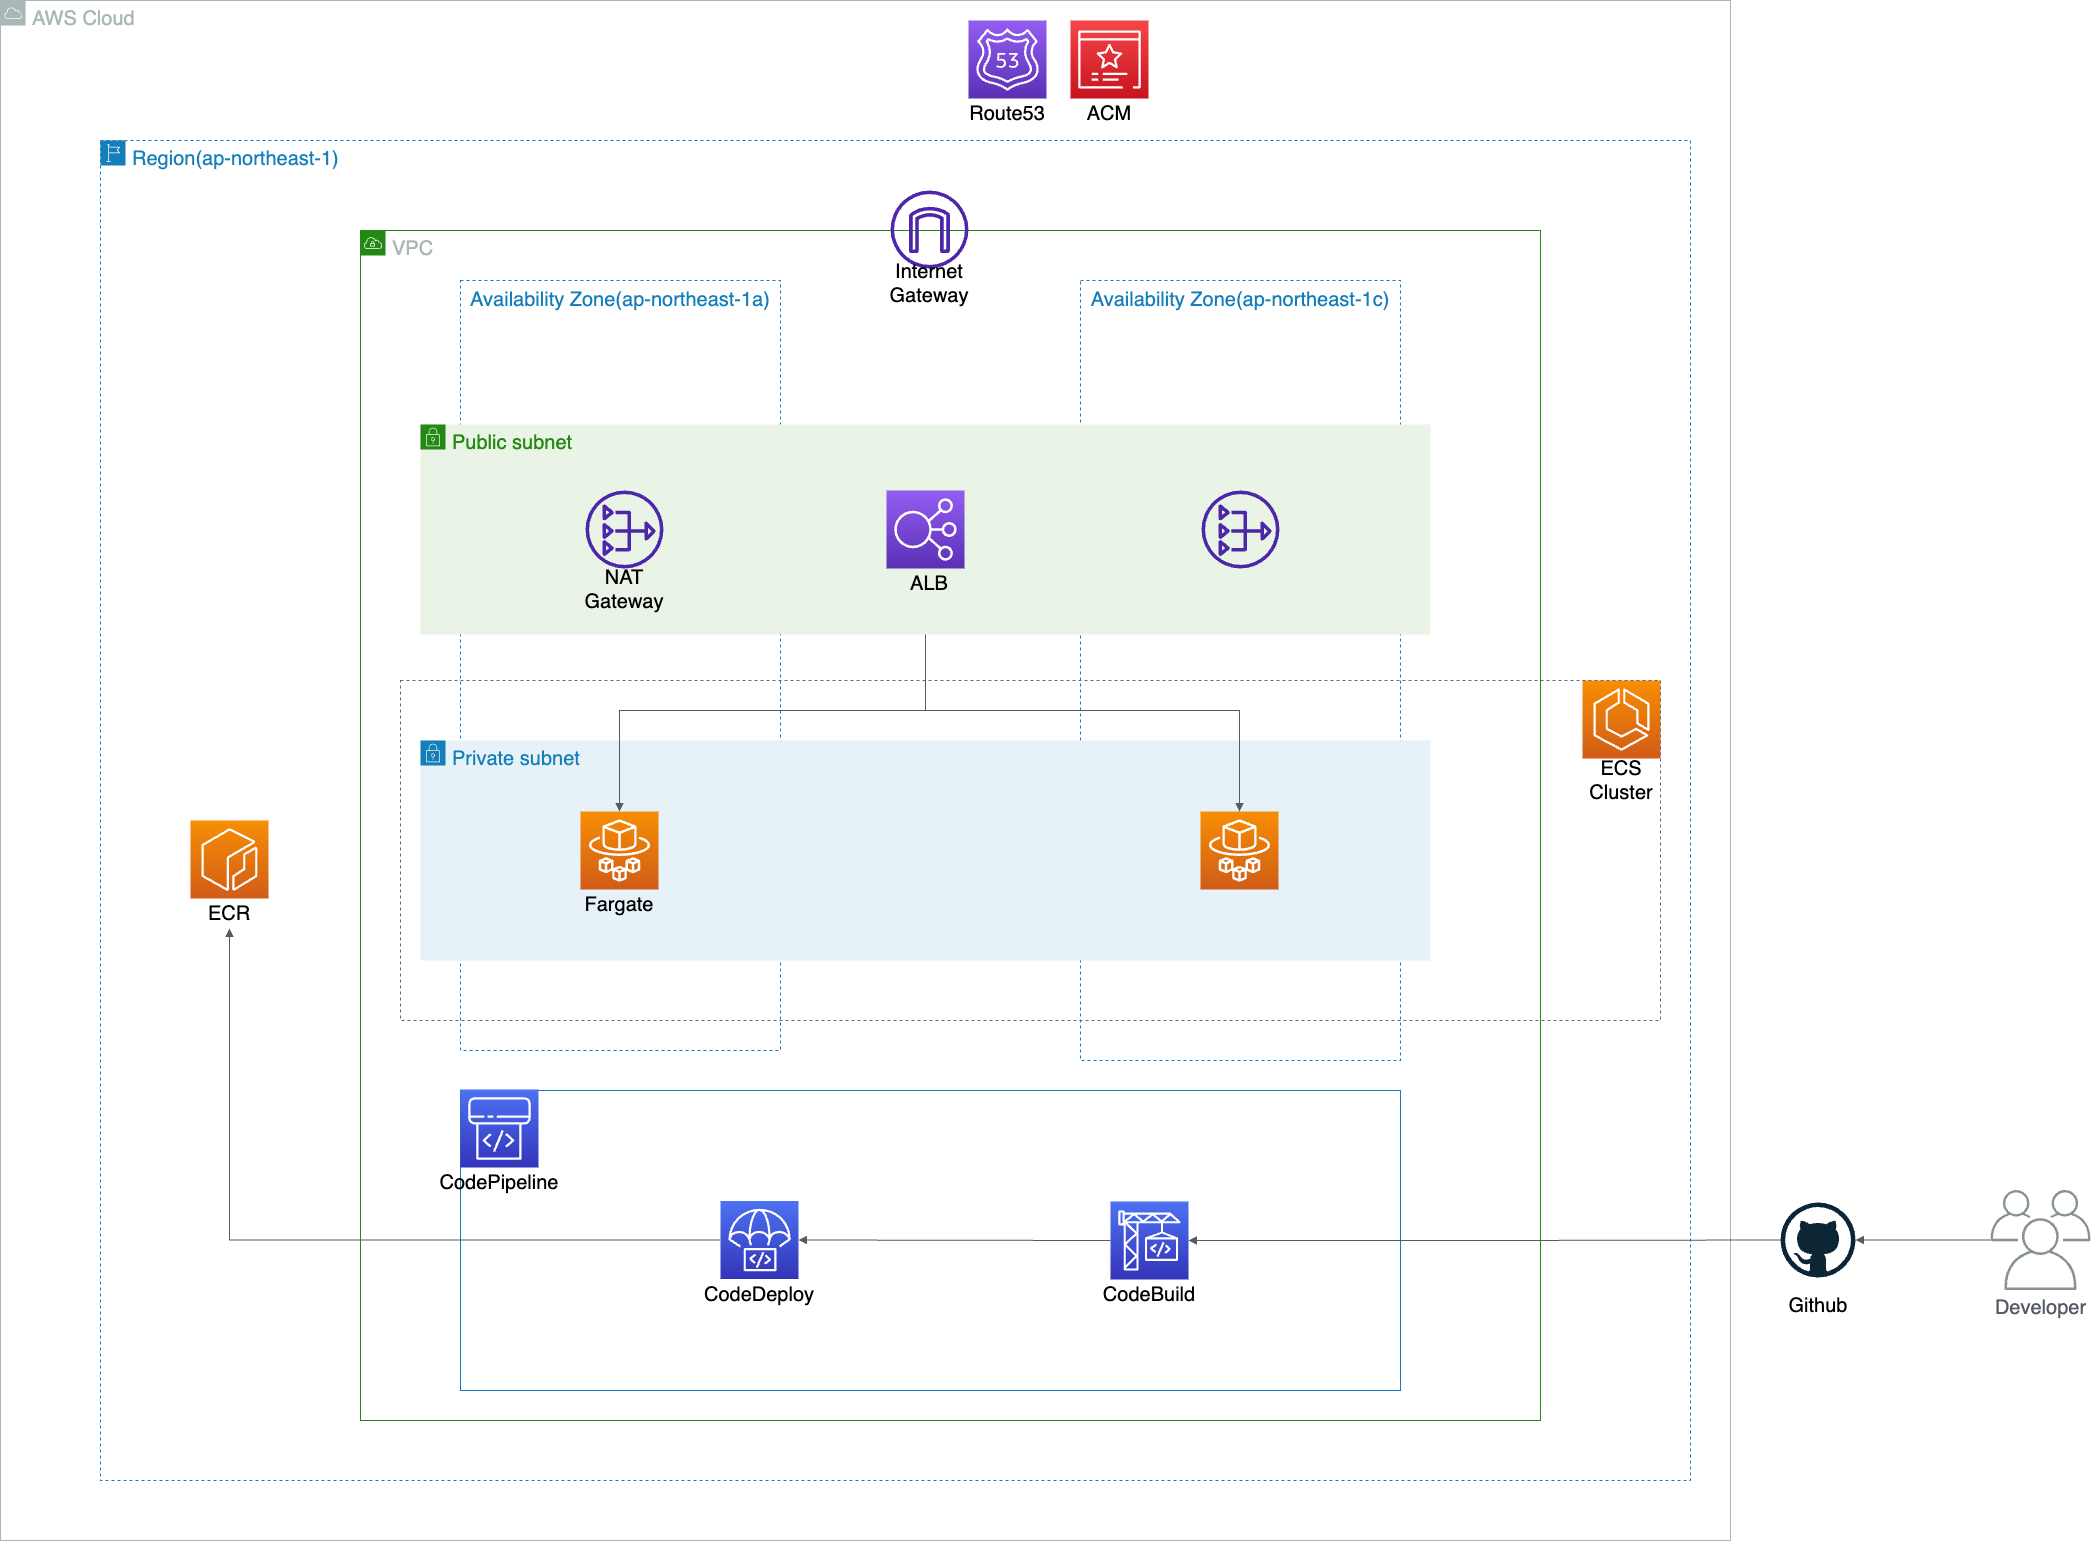 AWS Cloud
53
Route53
ACM
Region(ap-northeast-1)
VPC
Internet
Gateway
Availability Zone(ap-northeast-1a)
Availability Zone(ap-northeast-1c)
Public subnet
NAT
Gateway
ALB
Private subnet
ECS
Cluster
Fargate
ECR
CodePipeline
CodeDeploy
CodeBuild
Github
Developer